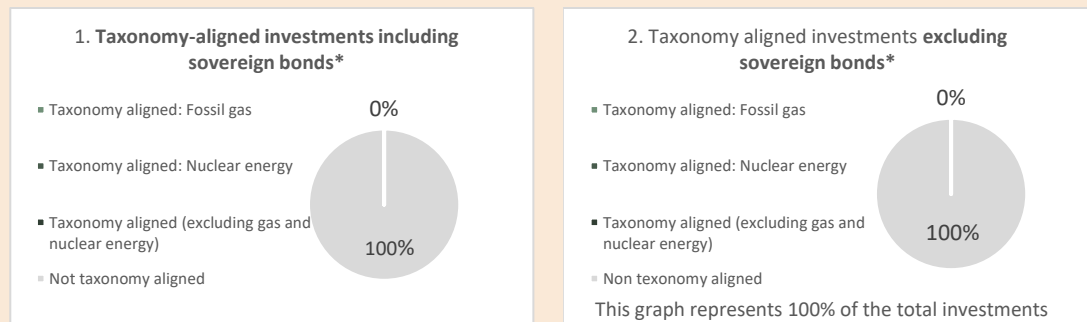 1. Taxonomy-aligned investments including
sovereign bonds*
Taxonomy aligned: Fossil gas
0%
Taxonomy aligned: Nuclear energy
Taxonomy aligned (excluding gas and
nuclear energy)
100%
Not taxonomy aligned
2. Taxonomy aligned investments excluding
sovereign bonds*
Taxonomy aligned: Fossil gas
0%
Taxonomy aligned: Nuclear energy
Taxonomy aligned (excluding gas and
nuclear energy)
100%
Non texonomy aligned
This graph represents 100% of the total investments